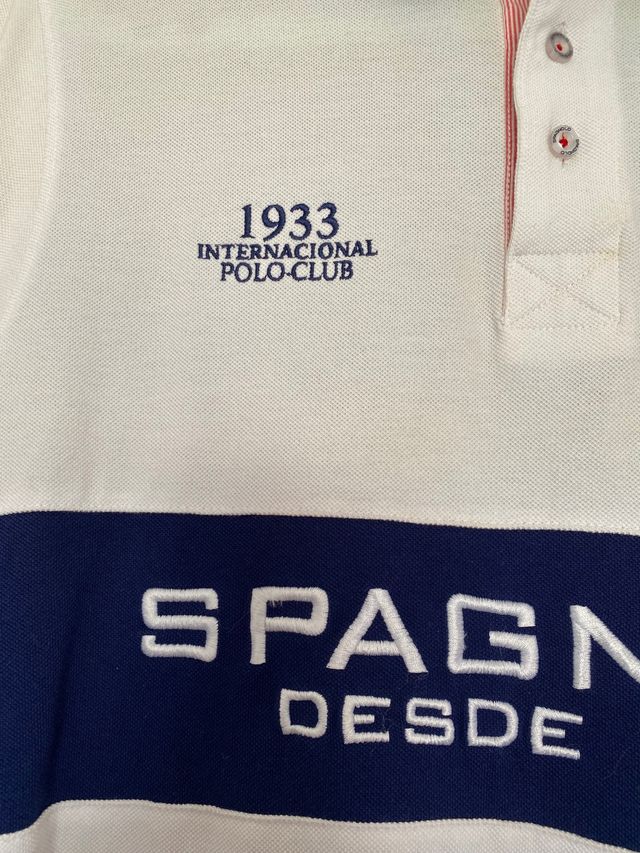 1933
INTERNACIONAL
POLO-CLUB
SPAGN
DESDE